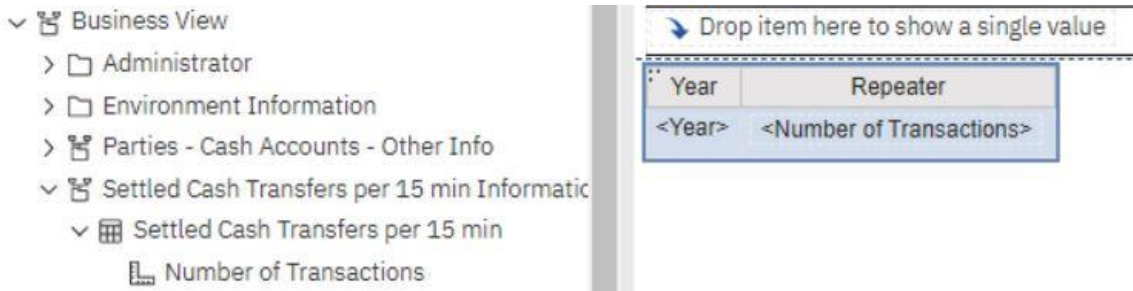 Business View
Administrator
Environment Information
Parties - Cash Accounts - Other Info
Settled Cash Transfers per 15 min Informatic
Settled Cash Transfers per 15 min
Number of Transactions
Drop item here to show a single value
Year Repeater
<Year> <Number of Transactions>